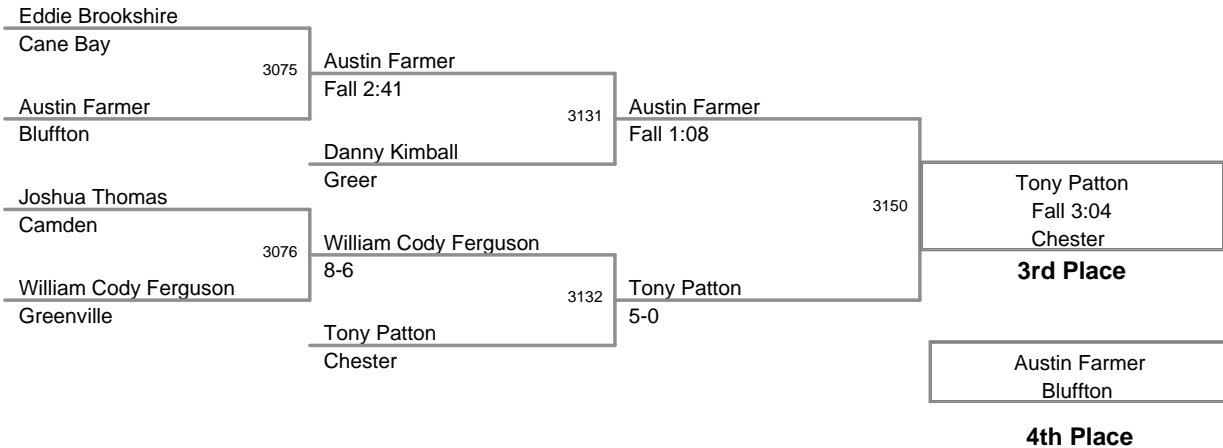 Eddie Brookshire
Cane Bay
3075
Austin Farmer
Bluffton
Austin Farmer
Fall 2:41
3131
Danny Kimball
Greer
Austin Farmer
Fall 1:08
Joshua Thomas
Camden
3076
William Cody Ferguson
Greenville
William Cody Ferguson
8-6
3132
Tony Patton
Chester
Tony Patton
5-0
3150
Tony Patton
Fall 3:04
Chester
3rd Place
Austin Farmer
Bluffton
4th Place